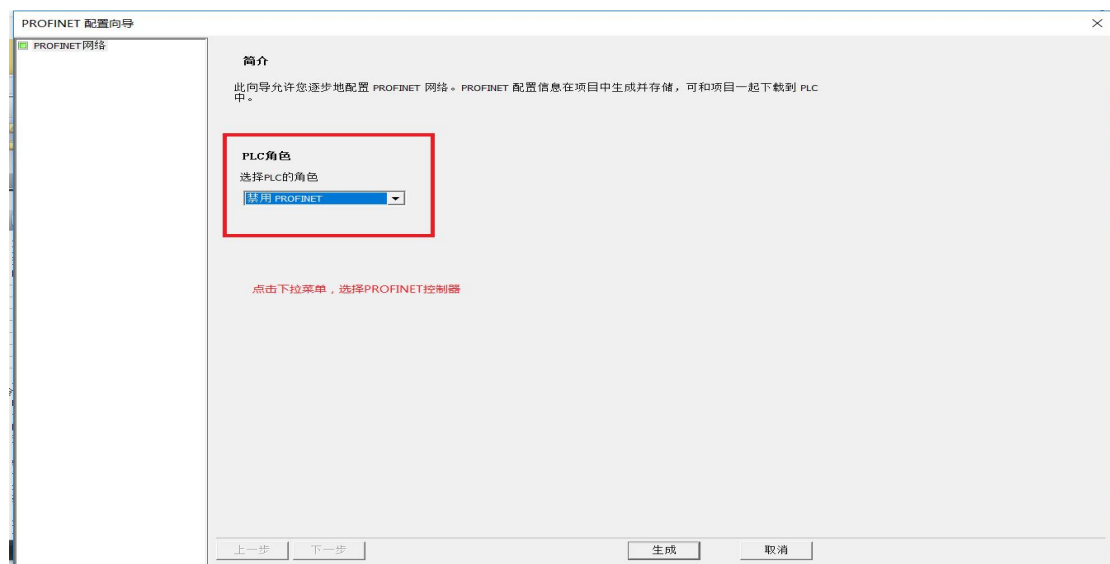 PROFINET 配置向导
PROFINET网络
简介
此向导允许您逐步地配置 PROFINET 网络。PROFINET 配置信息在项目中生成并存储，可和项目一起下载到 PLC
中。
PLC角色
选择PLC的角色
禁用 PROFINET
点击下拉菜单，选择PROFINET控制器
上一步 下一步 生成 取消